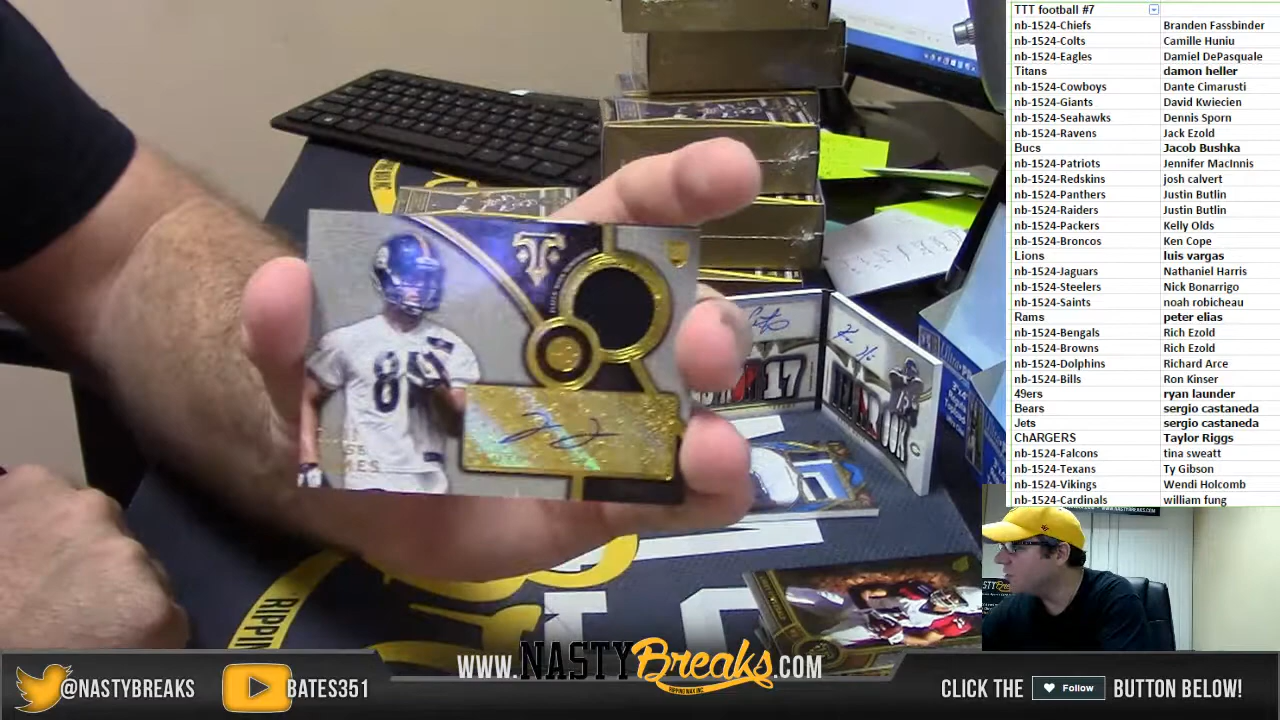 TTT football #7
nb-1524-Chiefs Branden Fassbinder
nb-1524-Colts Camille Huniu
nb-1524-Eagles Damiel DePasquale
Titans damon heller
nb-1524-Cowboys Dante Cimarusti
nb-1524-Giants David Kwiecien
nb-1524-Seahawks Dennis Sporn
nb-1524-Ravens Jack Ezold
Bucs Jacob Bushka
nb-1524-Patriots Jennifer MacInnis
nb-1524-Redskins josh calvert
nb-1524-Panthers Justin Butlin
nb-1524-Raiders Justin Butlin
nb-1524-Packers Kelly Olds
nb-1524-Broncos Ken Cope
Lions luis vargas
nb-1524-Jaguars Nathaniel Harris
nb-1524-Steelers Nick Bonarrigo
nb-1524-Saints noah robicheau
Rams peter elias
nb-1524-Bengals Rich Ezold
nb-1524-Browns Rich Ezold
nb-1524-Dolphins Richard Arce
nb-1524-Bills Ron Kinser
49ers ryan launder
Bears sergio castaneda
Jets sergio castaneda
ChARGERS Taylor Riggs
nb-1524-Falcons tina sweatt
nb-1524-Texans Ty Gibson
nb-1524-Vikings Wendi Holcomb
nb-1524-Cardinals william fung
T
17
RIPPIN
@NASTYBREAKS
BATES351
WWW.NASTYBreaks.COM
RIPPING WAX INC
CLICK THE Follow BUTTON BELOW!